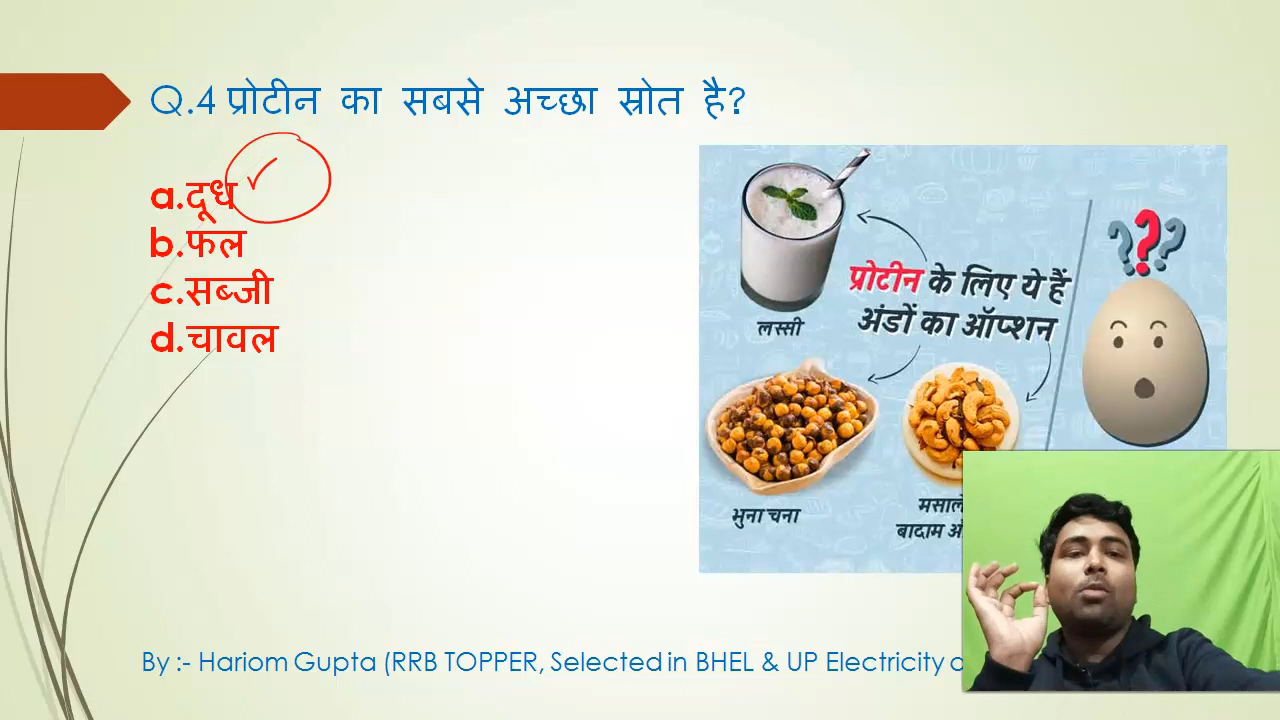 Q.4 प्रोटीन का सबसे अच्छा स्रोत है?
a.दूध
b.फल
c.सब्जी
d.चावल
???
प्रोटीन के लिए ये हैं
अंडों का ऑप्शन
लस्सी
भुना चना
बादाम
By :- Hariom Gupta (RRB TOPPER, Selected in BHEL & UP Electricity